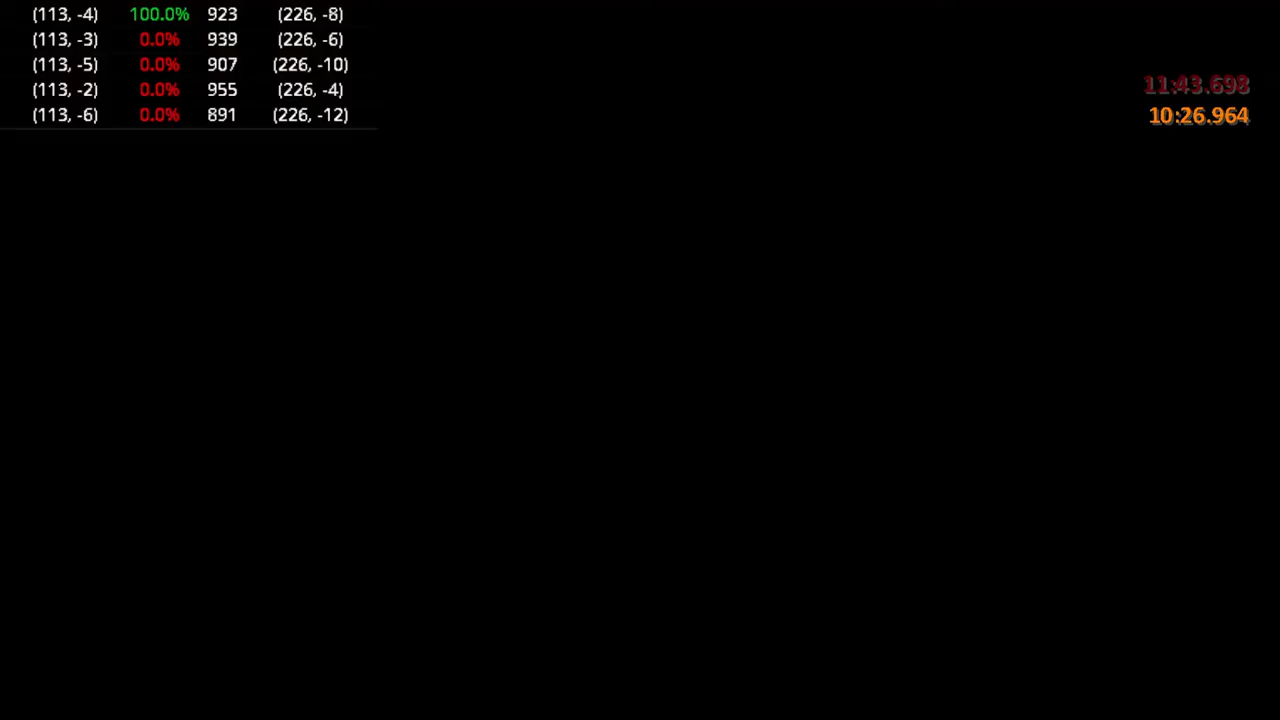 (113, -4) 100.0% 923 (226, -8)
(113, -3) 0.0% 939 (226, -6)
(113, -5) 0.0% 907 (226, -10)
(113, -2) 0.0% 955 (226, -4)
(113, -6) 0.0% 891 (226, -12)
11:43.698
10:26.964